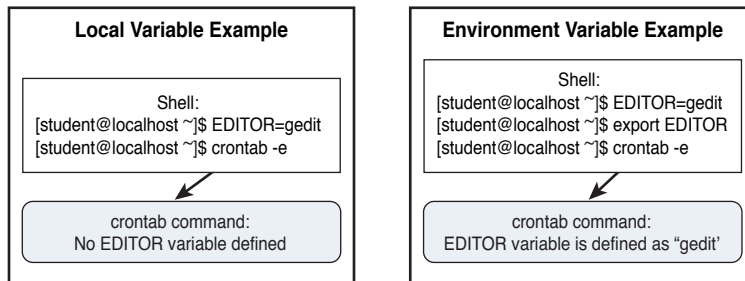 Local Variable Example
Shell:
[student@localhost ~]$ EDITOR=gedit
[student@localhost ~]$ crontab -e
crontab command:
No EDITOR variable defined
Environment Variable Example
Shell:
[student@localhost ~]$ EDITOR=gedit
[student@localhost ~]$ export EDITOR
[student@localhost ~]$ crontab -e
crontab command:
EDITOR variable is defined as “gedit’